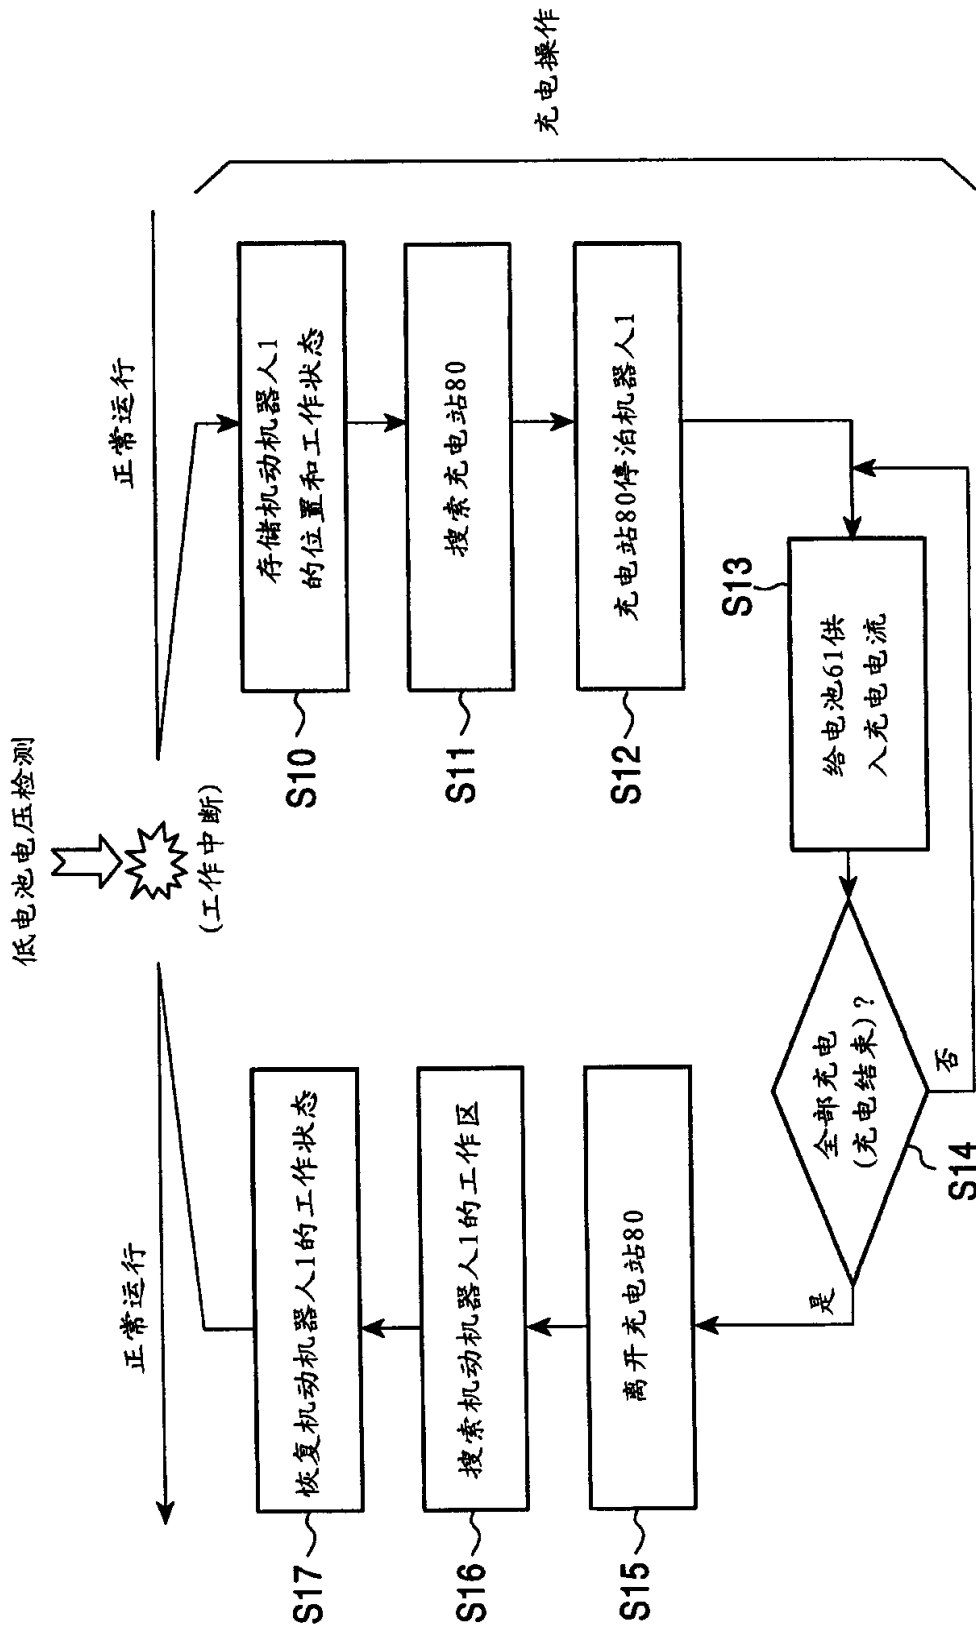 低电池电压检测
(工作中断)
正常运行
正常运行
充电操作
存储机动机器人1
的位置和工作状态
S10
搜索充电站80
S11
充电站80停泊机器人1
S12
给电池61供
入充电电流
S13
全部充电
(充电结束)?
S14
否
是
离开充电站80
S15
搜索机动机器人1的工作区
S16
恢复机动机器人1的工作状态
S17